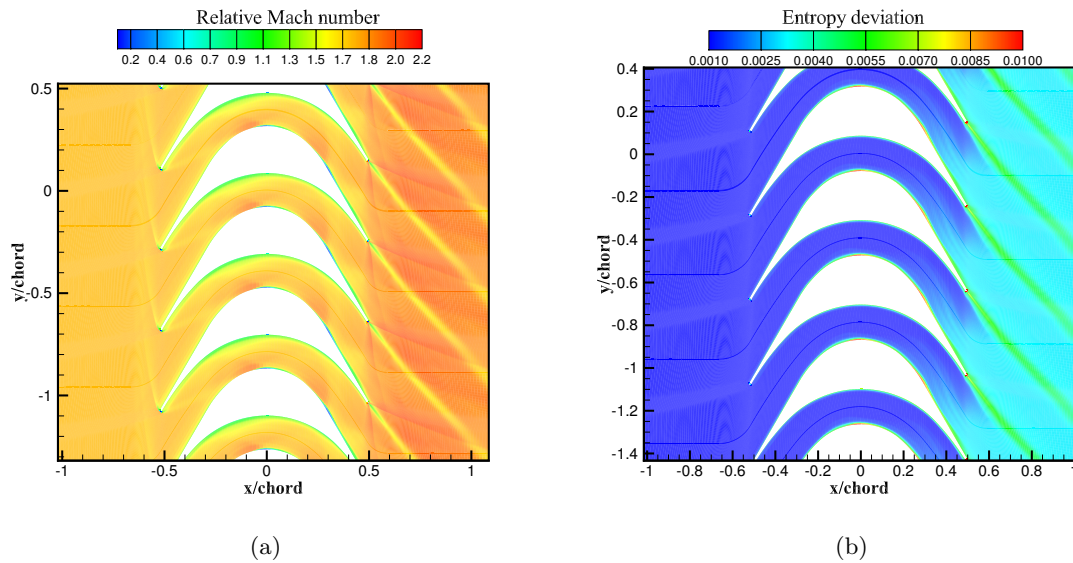 Relative Mach number
0.2 0.4 0.6 0.7 0.9 1.1 1.3 1.5 1.7 1.8 2.0 2.2
0.5
0
-0.5
-1
y/chord
-1 -0.5 0 0.5 1
x/chord
(a)
Entropy deviation
0.0010 0.0025 0.0040 0.0055 0.0070 0.0085 0.0100
0.4
0.2
0
-0.2
-0.4
-0.6
-0.8
-1
-1.2
-1.4
y/chord
-1 -0.8 -0.6 -0.4 -0.2 0 0.2 0.4 0.6 0.8 1
x/chord
(b)